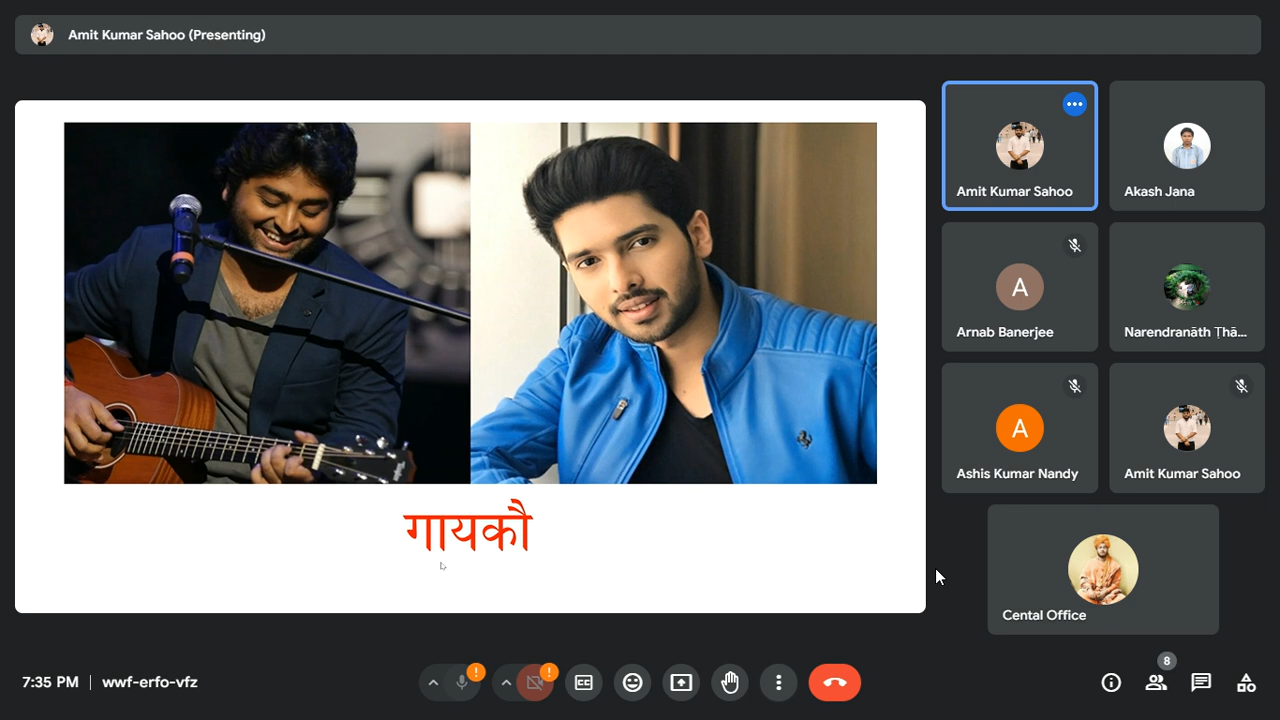 Amit Kumar Sahoo (Presenting)
गायकौ
Amit Kumar Sahoo
Akash Jana
A
Arnab Banerjee
Narendranāth Ṭhā...
A
Ashis Kumar Nandy
Amit Kumar Sahoo
Cental Office
7:35 PM | wwf-erfo-vfz
CC
8